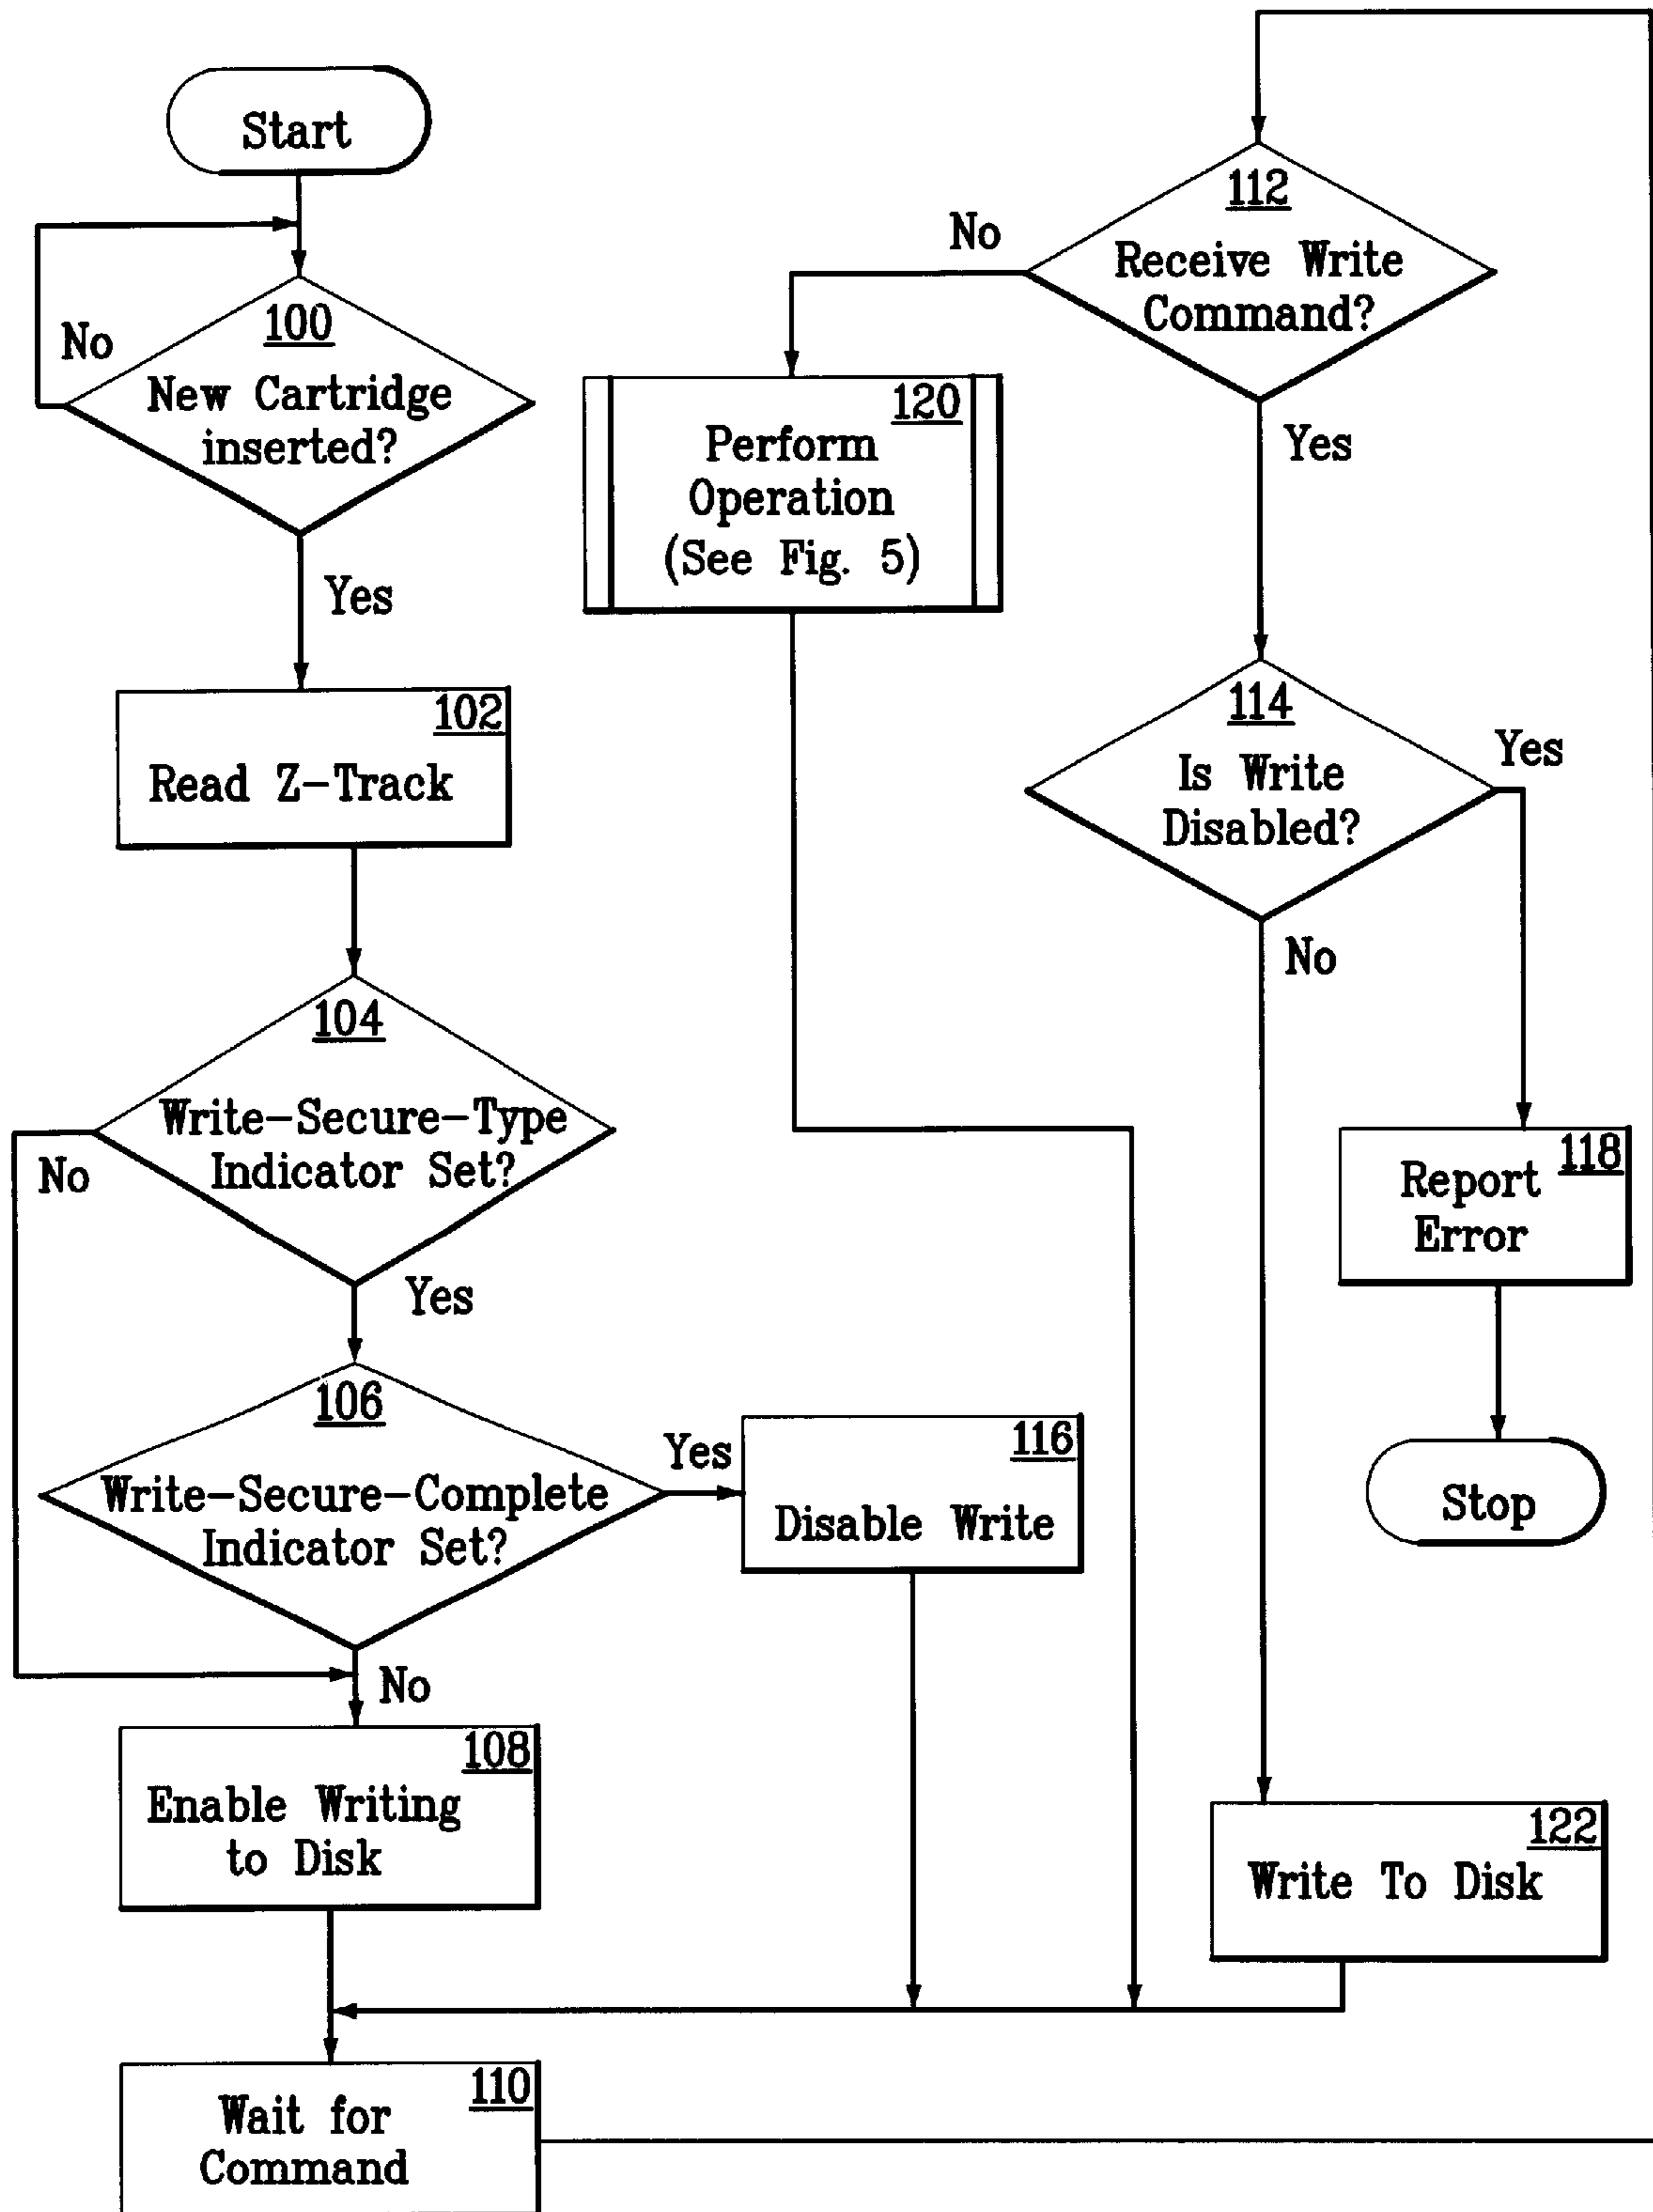 Start
100
No
New Cartridge
inserted?
Yes
102
Read Z-Track
104
Write-Secure-Type
Indicator Set?
No
Yes
106
Write-Secure-Complete
Indicator Set?
Yes
116
Disable Write
No
108
Enable Writing
to Disk
110
Wait for
Command
112
Receive Write
Command?
No
120
Perform
Operation
(See Fig. 5)
Yes
114
Is Write
Disabled?
Yes
No
118
Report
Error
Stop
122
Write To Disk